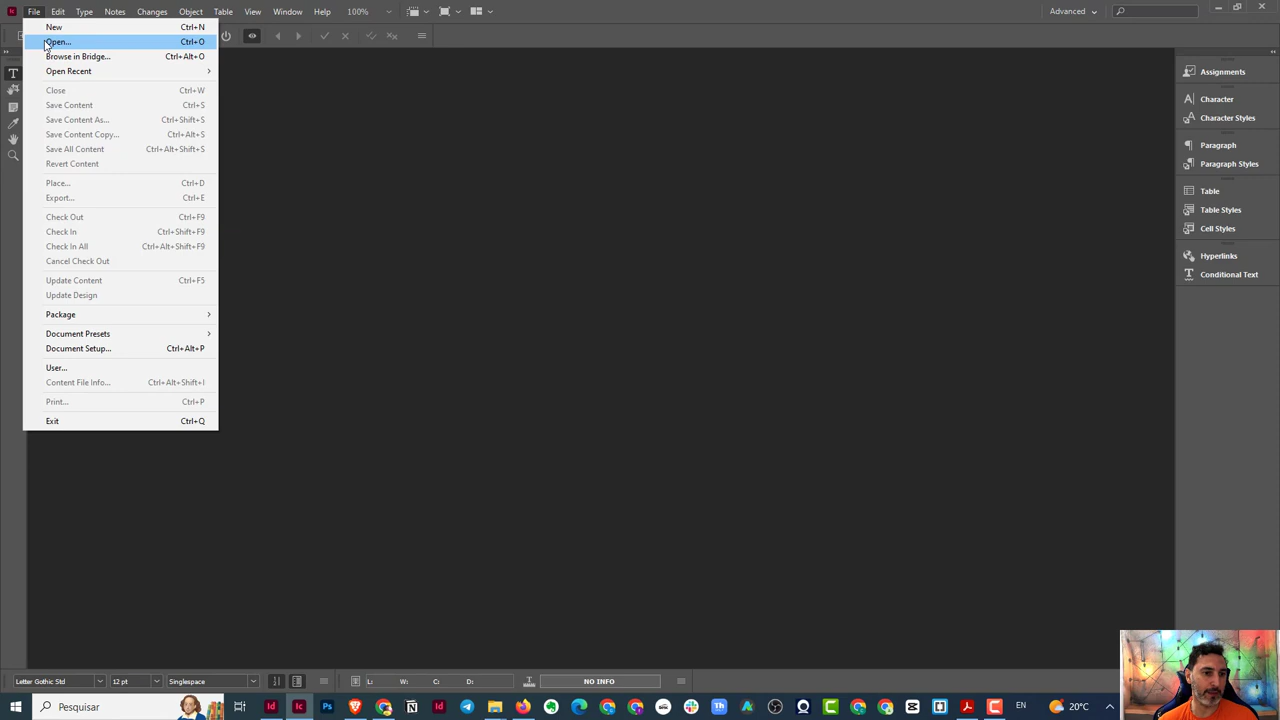 File Edit Type Notes Changes Object Table View Window Help 100% Advanced
New Ctrl+N
Open... Ctrl+O
Browse in Bridge... Ctrl+Alt+O
Open Recent
Close Ctrl+W
Save Content Ctrl+S
Save Content As... Ctrl+Shift+S
Save Content Copy... Ctrl+Alt+S
Save All Content Ctrl+Alt+Shift+S
Revert Content
Place... Ctrl+D
Export... Ctrl+E
Check Out Ctrl+F9
Check In Ctrl+Shift+F9
Check In All Ctrl+Alt+Shift+F9
Cancel Check Out
Update Content Ctrl+F5
Update Design
Package
Document Presets
Document Setup... Ctrl+Alt+P
User...
Content File Info... Ctrl+Alt+Shift+I
Print... Ctrl+P
Exit Ctrl+Q
Assignments
Character
Character Styles
Paragraph
Paragraph Styles
Table
Table Styles
Cell Styles
Hyperlinks
Conditional Text
Letter Gothic Std 12 pt Singlespace L: W: C: D: NO INFO
Pesquisar 20°C EN